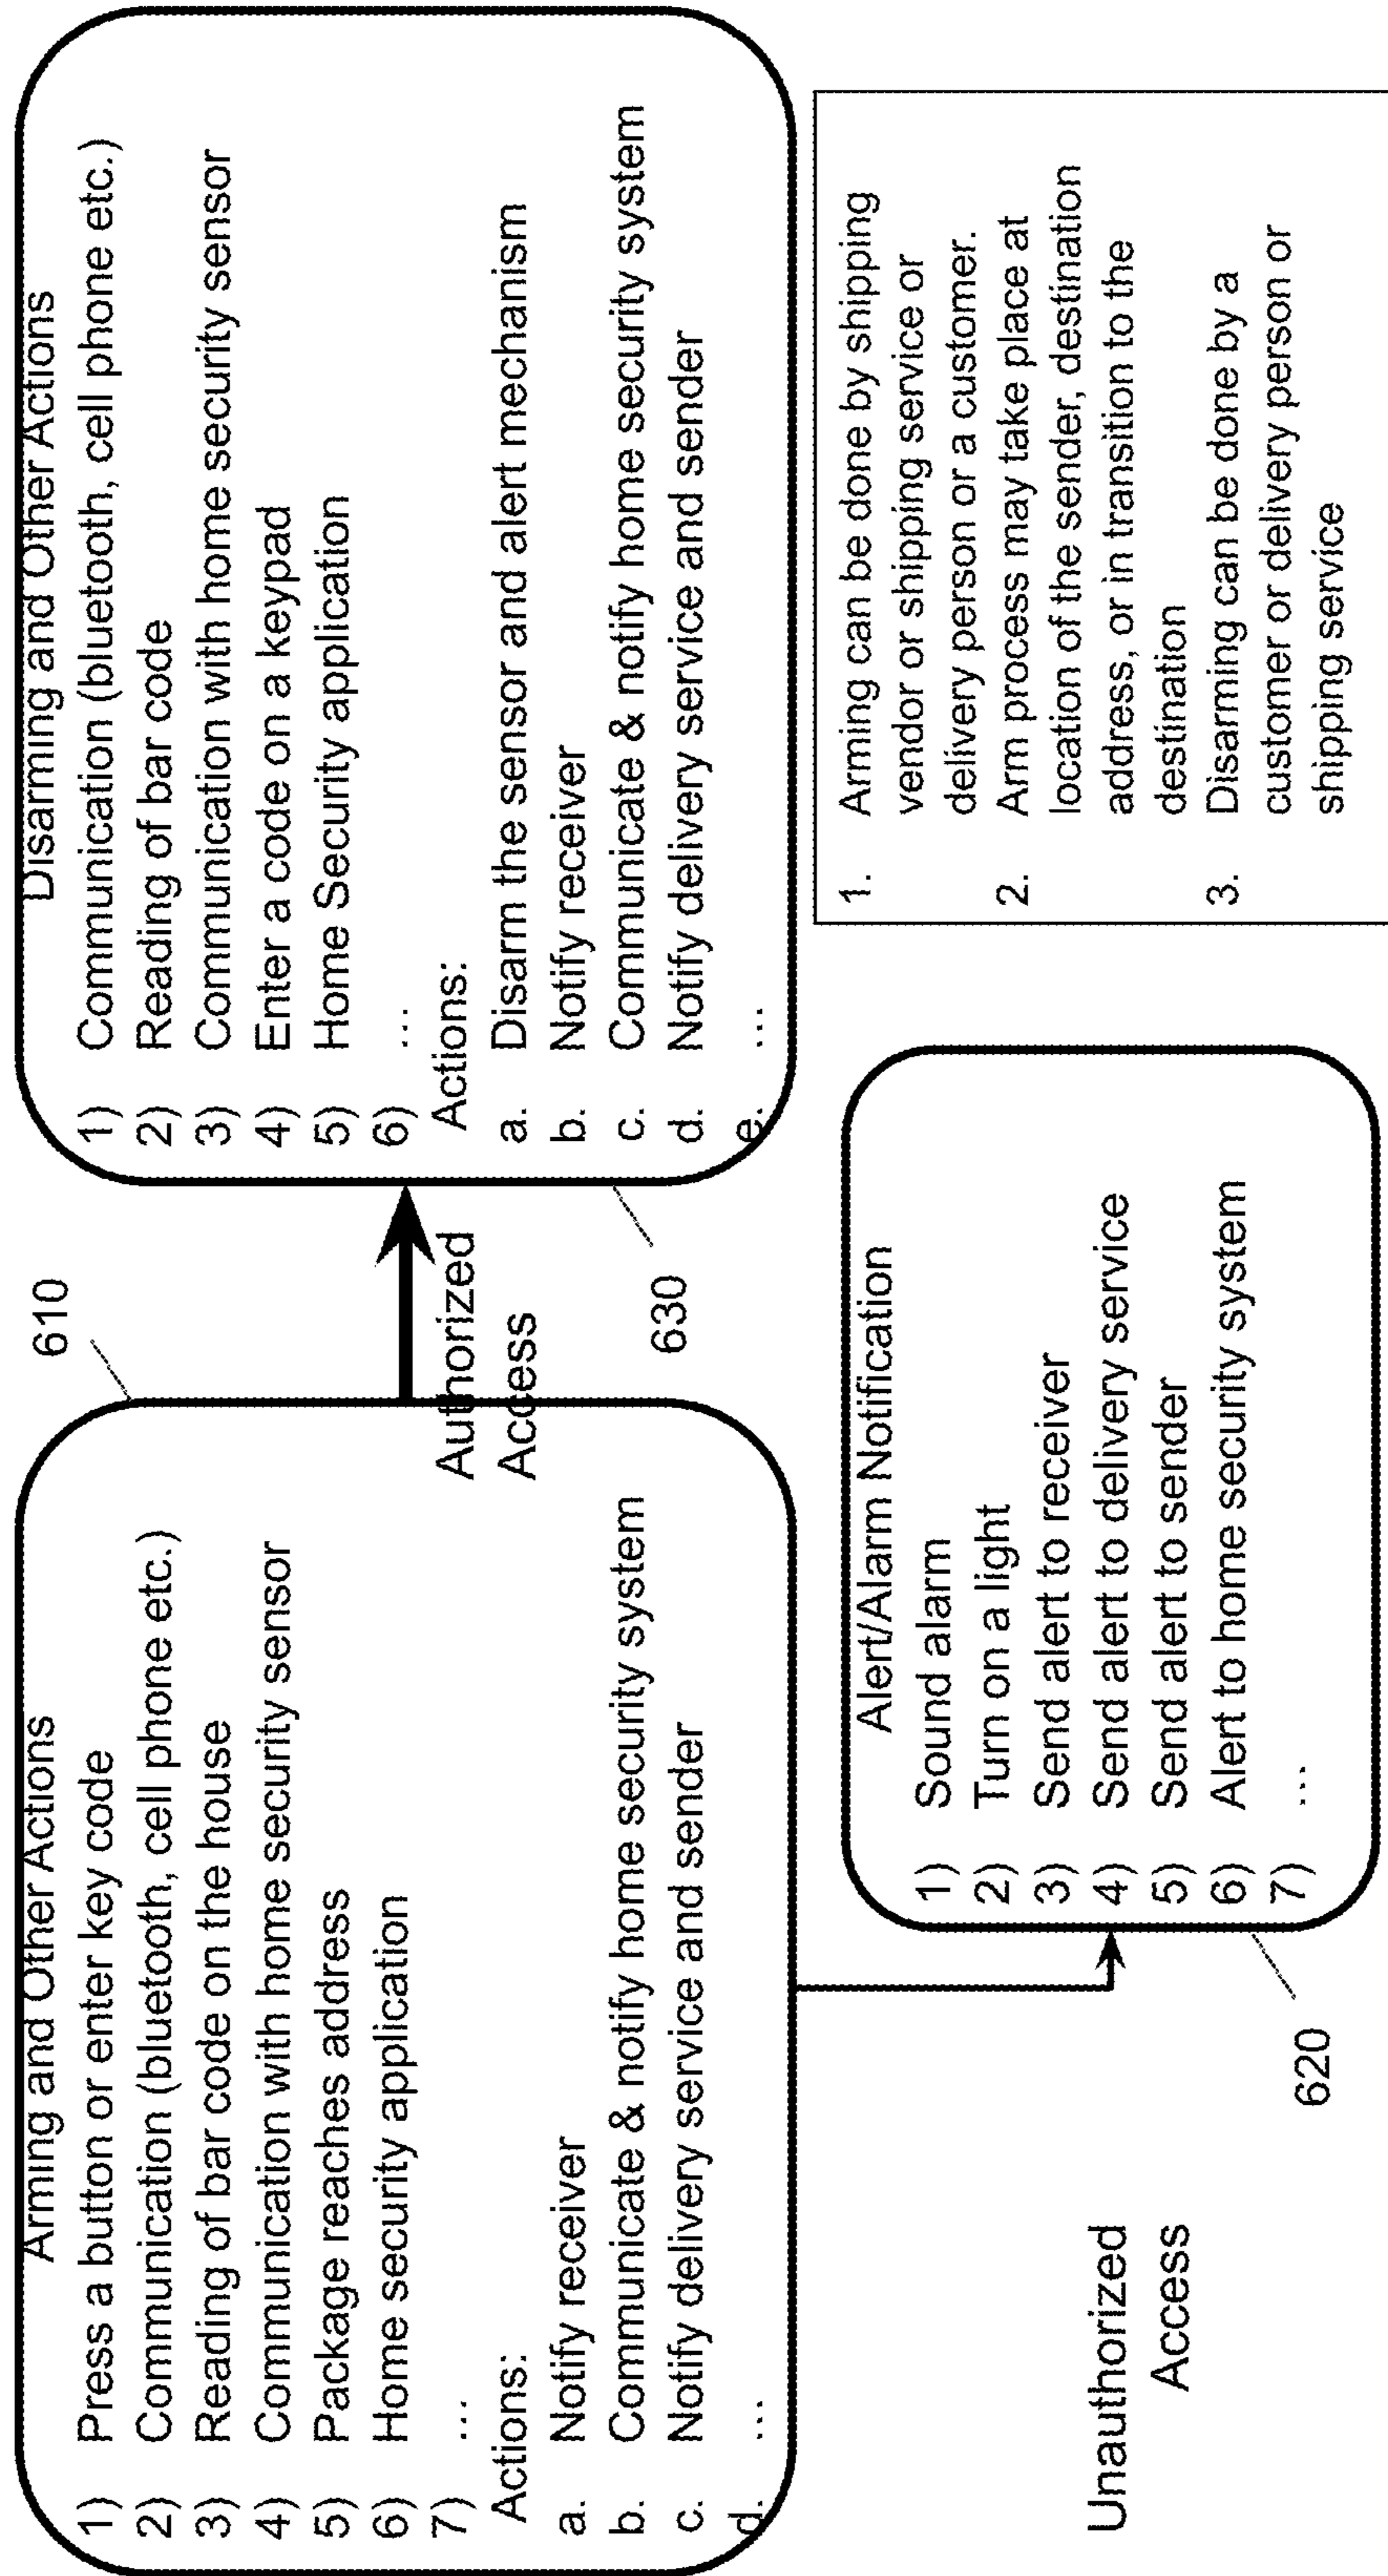 Arming and Other Actions
1) Press a button or enter key code
2) Communication (bluetooth, cell phone etc.)
3) Reading of bar code on the house
4) Communication with home security sensor
5) Package reaches address
6) Home security application
7) ...
Actions:
a. Notify receiver
b. Communicate & notify home security system
c. Notify delivery service and sender
d. ...
610
Authorized
Access
Disarming and Other Actions
1) Communication (bluetooth, cell phone etc.)
2) Reading of bar code
3) Communication with home security sensor
4) Enter a code on a keypad
5) Home Security application
6) ...
Actions:
a. Disarm the sensor and alert mechanism
b. Notify receiver
c. Communicate & notify home security system
d. Notify delivery service and sender
e. ...
630
Unauthorized
Access
620
Alert/Alarm Notification
1) Sound alarm
2) Turn on a light
3) Send alert to receiver
4) Send alert to delivery service
5) Send alert to sender
6) Alert to home security system
7) ...
1. Arming can be done by shipping
vendor or shipping service or
delivery person or a customer.
2. Arm process may take place at
location of the sender, destination
address, or in transition to the
destination
3. Disarming can be done by a
customer or delivery person or
shipping service